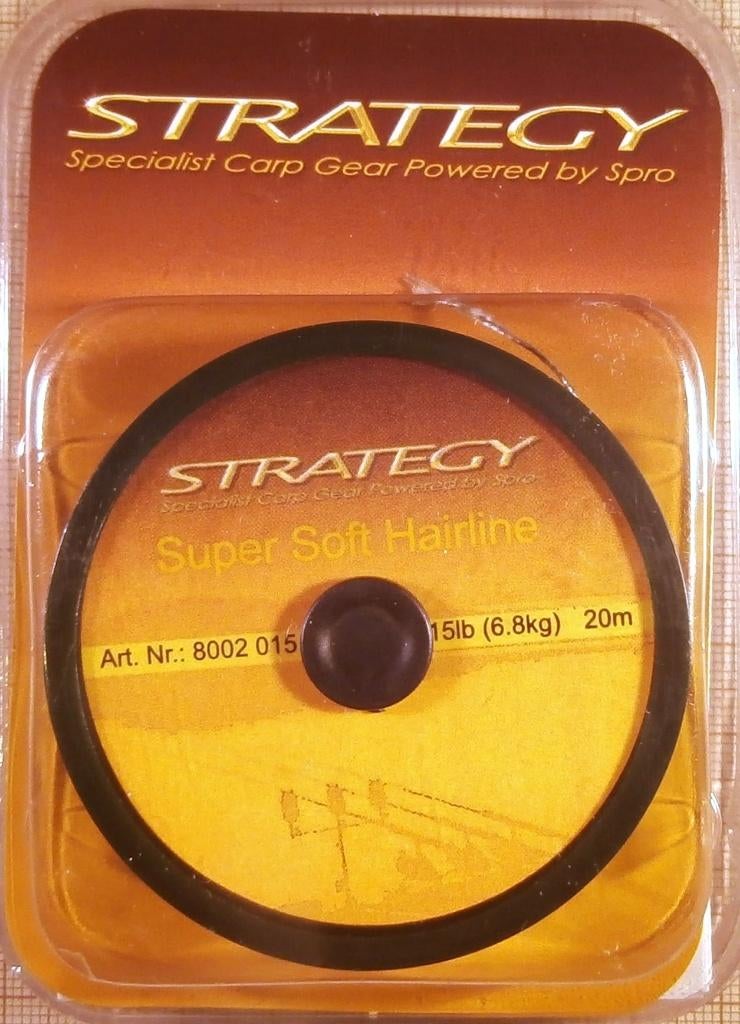 STRATEGY
Specialist Carp Gear Powered by Spro
STRATEGY
Specialist Carp Gear Powered by Spro
Super Soft Hairline
Art. Nr.: 8002 015 15lb (6.8kg) 20m